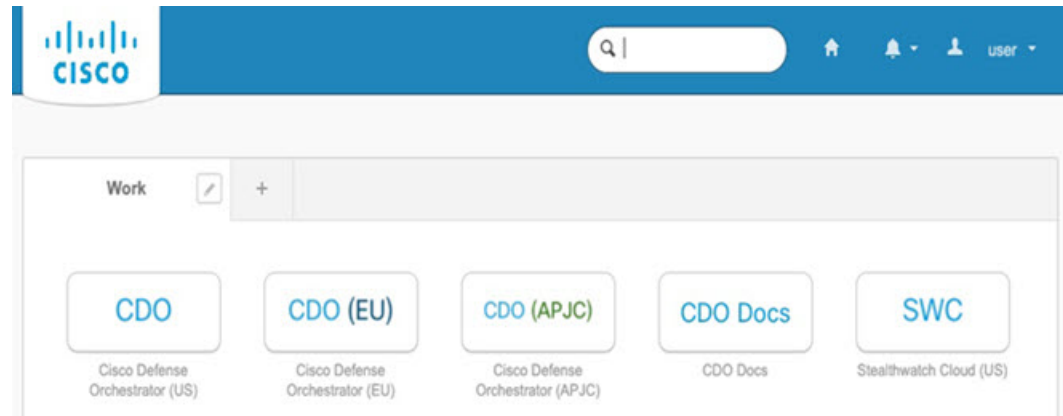 CISCO
user
Work
+
CDO
CDO (EU)
CDO (APJC)
CDO Docs
SWC
Cisco Defense
Orchestrator (US)
Cisco Defense
Orchestrator (EU)
Cisco Defense
Orchestrator (APJC)
CDO Docs
Stealthwatch Cloud (US)